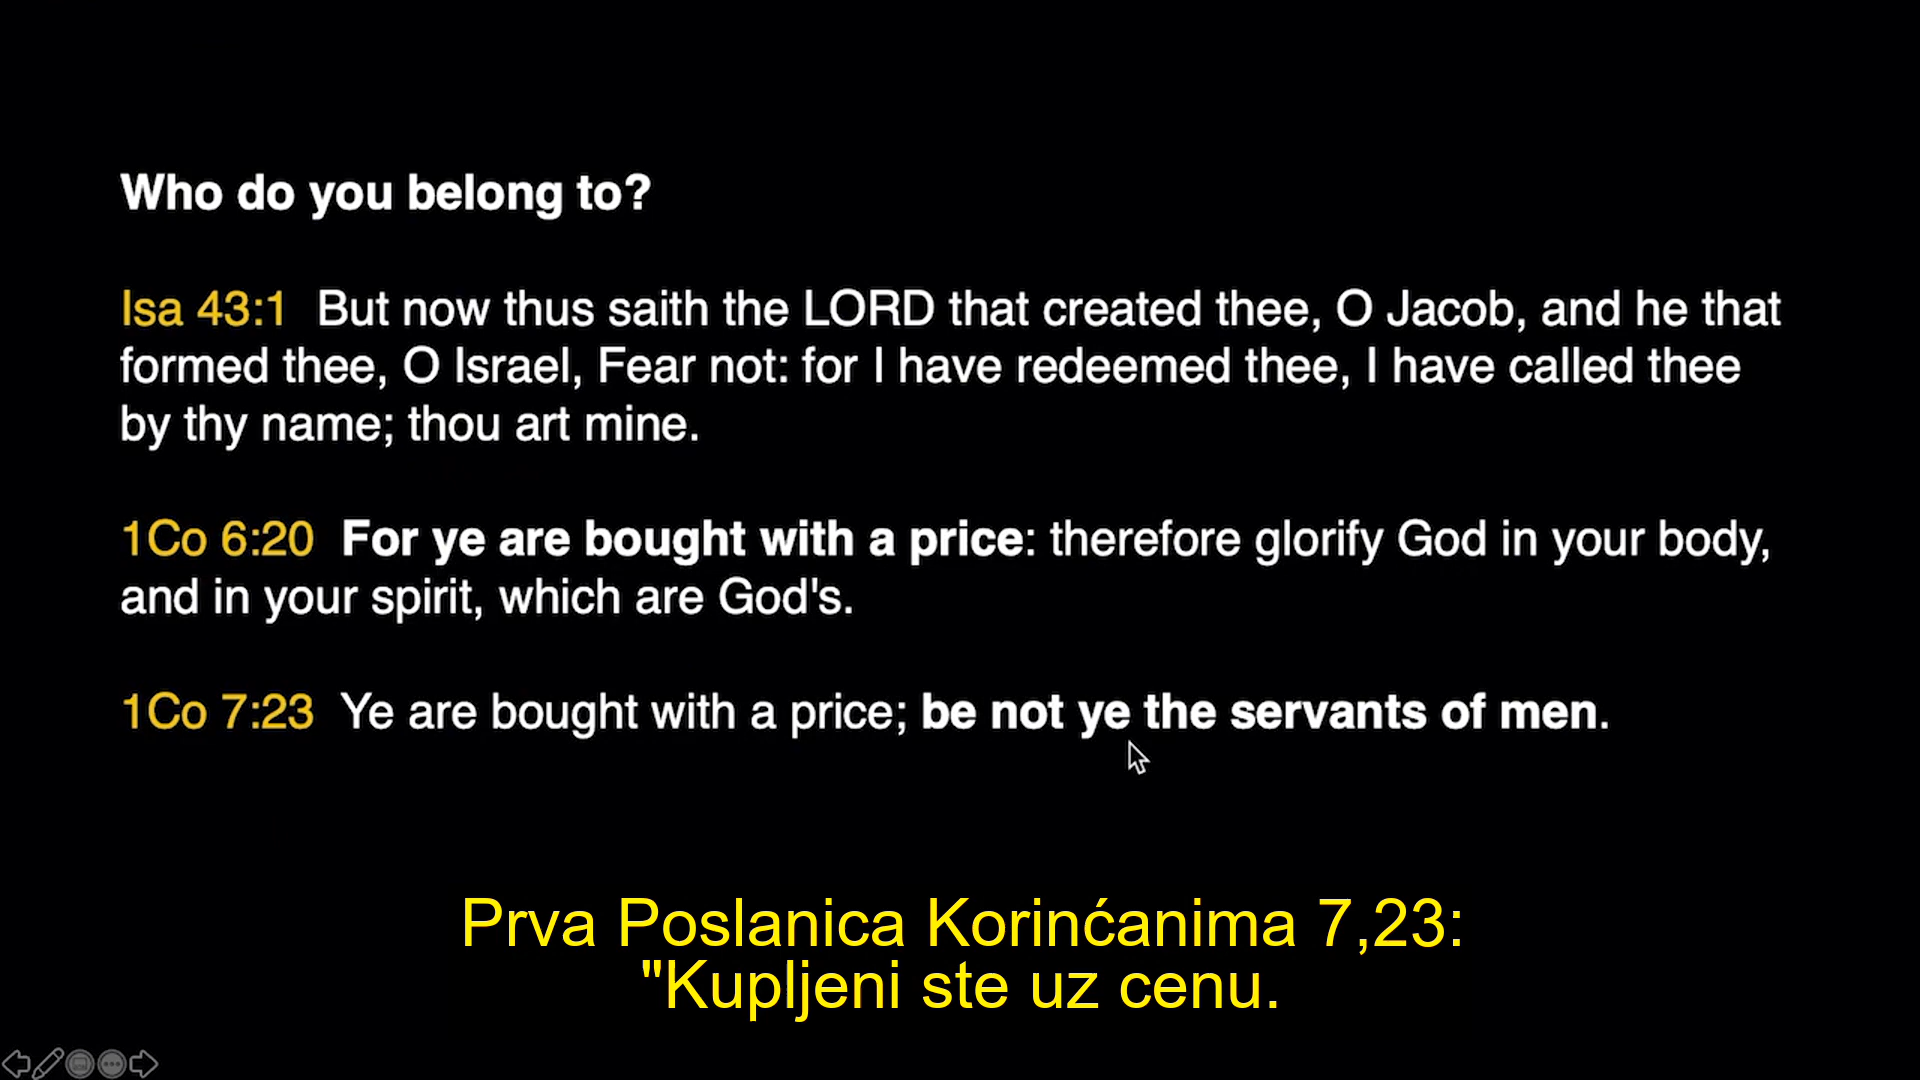 Who do you belong to?
Isa 43:1 But now thus saith the LORD that created thee, O Jacob, and he that
formed thee, O Israel, Fear not: for I have redeemed thee, I have called thee
by thy name; thou art mine.
1Co 6:20 For ye are bought with a price: therefore glorify God in your body,
and in your spirit, which are God's.
1Co 7:23 Ye are bought with a price; be not ye the servants of men.
Prva Poslanica Korinćanima 7,23:
"Kupljeni ste uz cenu.